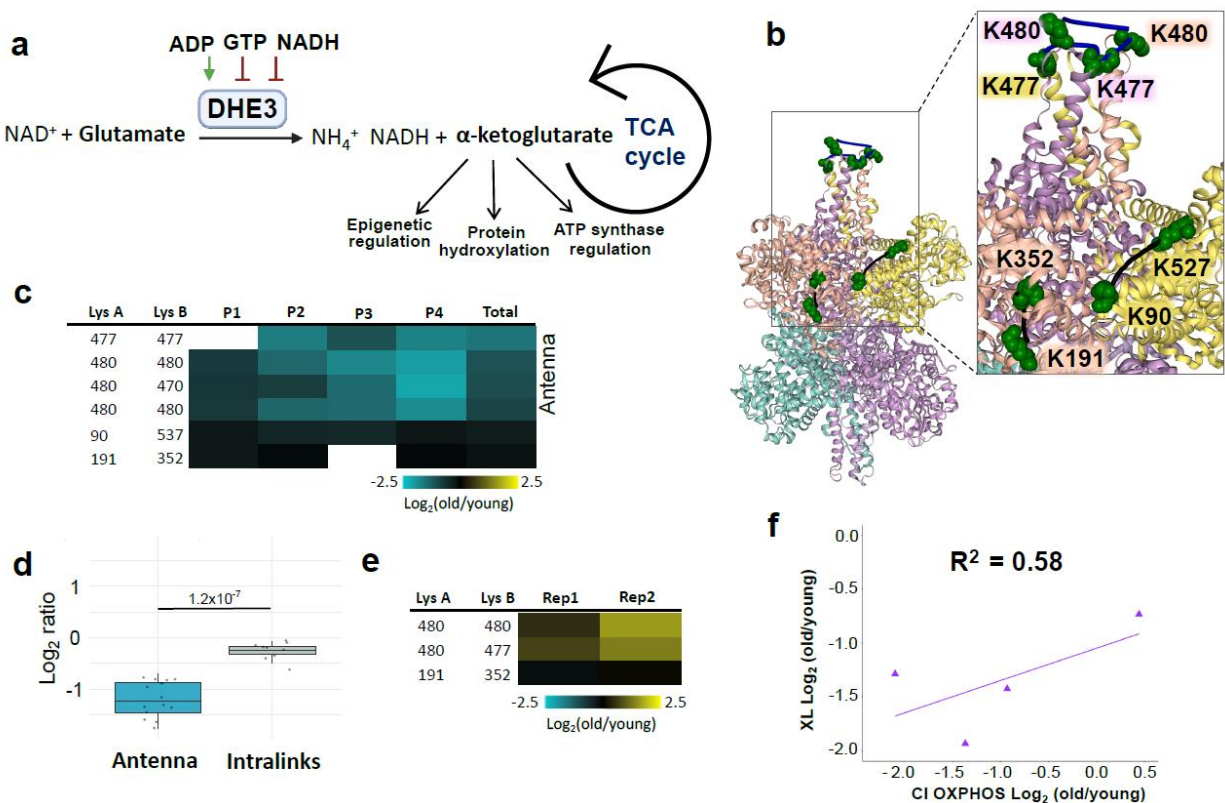 a
ADP GTP NADH
DHE3
NAD⁺ + Glutamate
NH₄⁺ NADH + α-ketoglutarate
TCA
cycle
Epigenetic
regulation
Protein
hydroxylation
ATP synthase
regulation
b
K480
K480
K477
K477
K352
K527
K90
K191
c
Lys A Lys B P1 P2 P3 P4 Total
477 477
480 480
480 470
480 480
90 537
191 352
Antenna
-2.5 2.5
Log₂(old/young)
d
Log₂ ratio
1
0
-1
1.2x10⁻⁷
Antenna Intralinks
e
Lys A Lys B Rep1 Rep2
480 480
480 477
191 352
-2.5 2.5
Log₂(old/young)
f
R² = 0.58
XL Log₂ (old/young)
0.0
-0.5
-1.0
-1.5
-2.0
-2.0 -1.5 -1.0 -0.5 0.0 0.5
CI OXPHOS Log₂ (old/young)